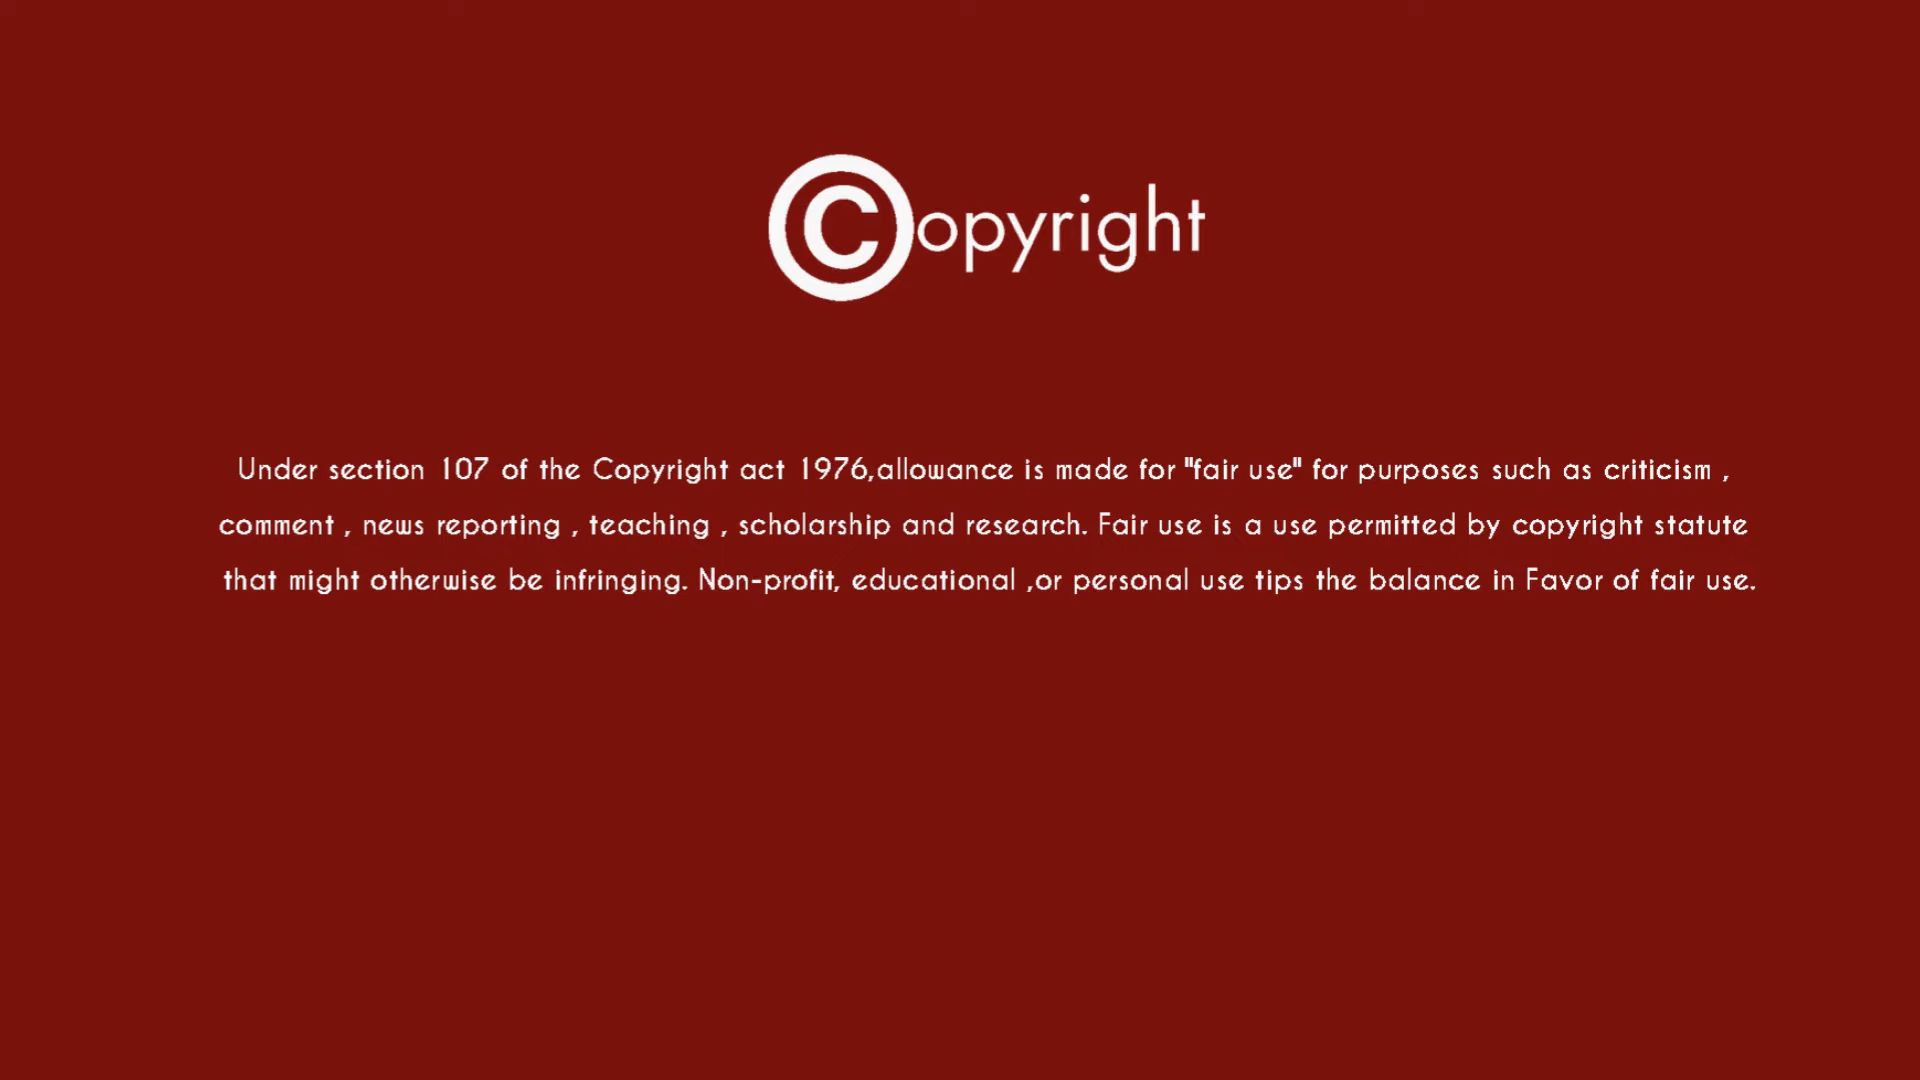 ©opyright
Under section 107 of the Copyright act 1976,allowance is made for "fair use" for purposes such as criticism ,
comment , news reporting , teaching , scholarship and research. Fair use is a use permitted by copyright statute
that might otherwise be infringing. Non-profit, educational ,or personal use tips the balance in Favor of fair use.